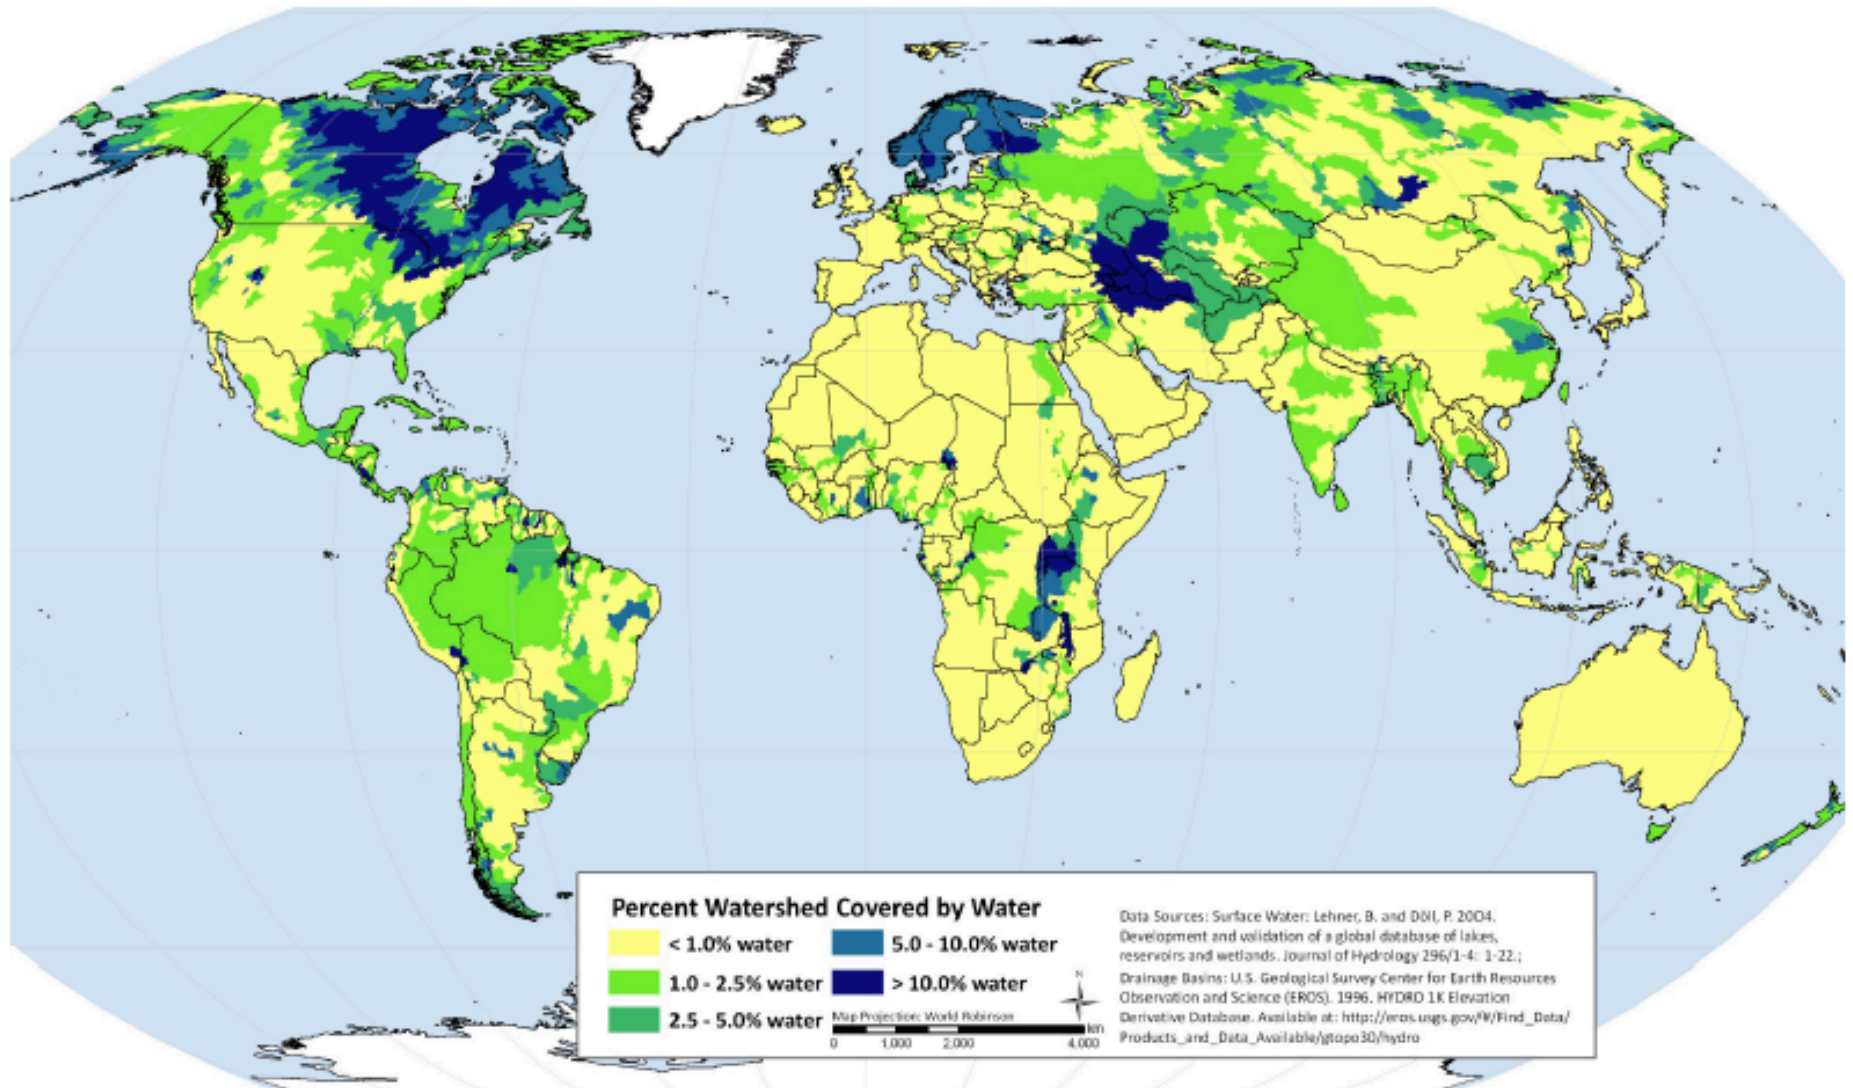 Percent Watershed Covered by Water
< 1.0% water
1.0 - 2.5% water
2.5 - 5.0% water
5.0 - 10.0% water
> 10.0% water
Map Projection: World Robinson
km
0 1,000 2,000 4,000
N
Data Sources: Surface Water: Lehner, B. and Döll, P. 2004.
Development and validation of a global database of lakes,
reservoirs and wetlands. Journal of Hydrology 296/1-4: 1-22.;
Drainage Basins: U.S. Geological Survey Center for Earth Resources
Observation and Science (EROS). 1996. HYDRO 1K Elevation
Derivative Database. Available at: http://eros.usgs.gov/#/Find_Data/
Products_and_Data_Available/gtopo30/hydro